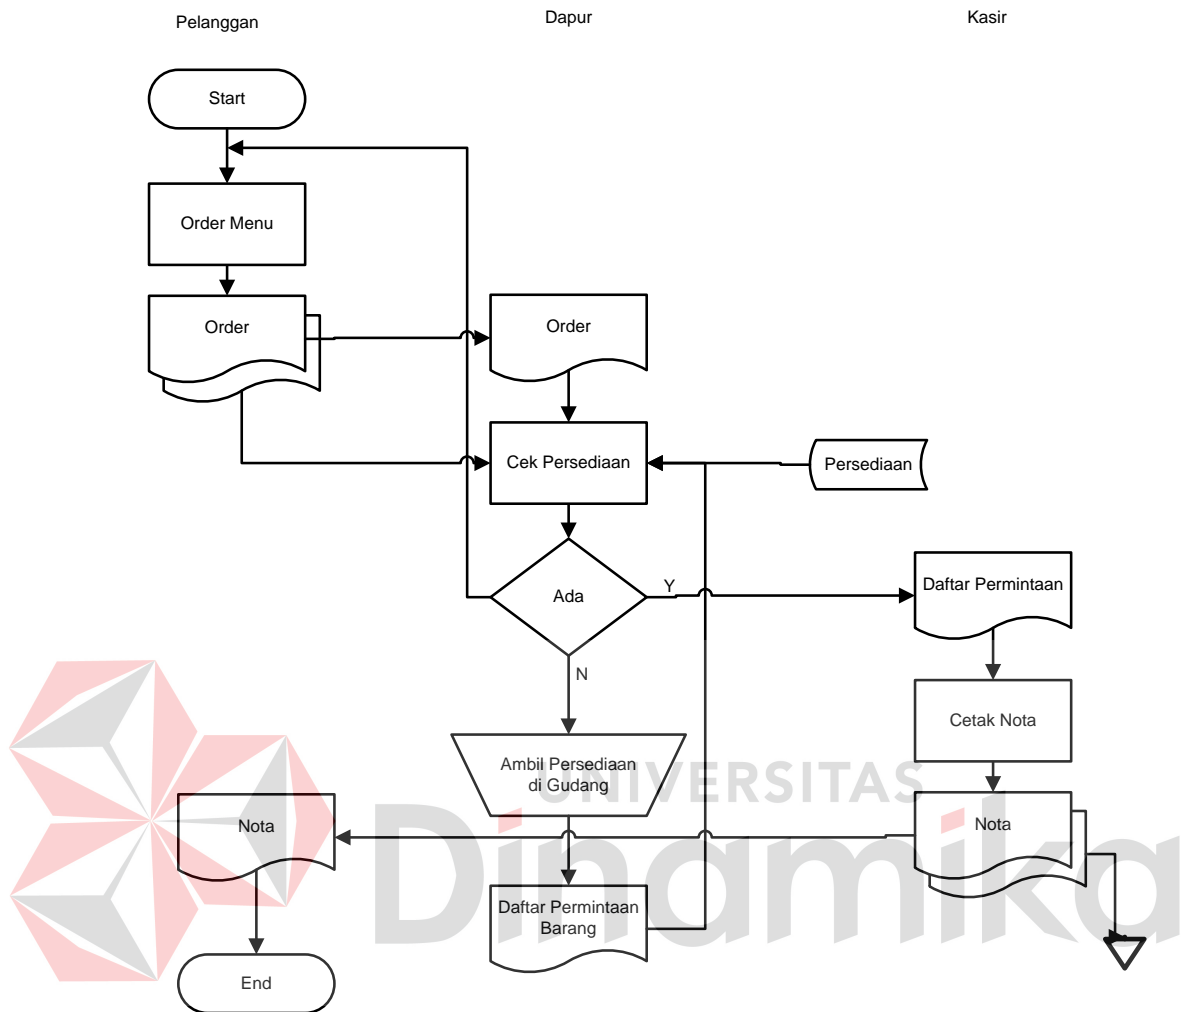 Pelanggan
Dapur
Kasir
Start
Order Menu
Order
Order
Cek Persediaan
Persediaan
Ada
Y
Daftar Permintaan
N
Cetak Nota
Ambil Persediaan
di Gudang
UNIVERSITAS
Dinamika
Nota
Nota
Daftar Permintaan
Barang
End